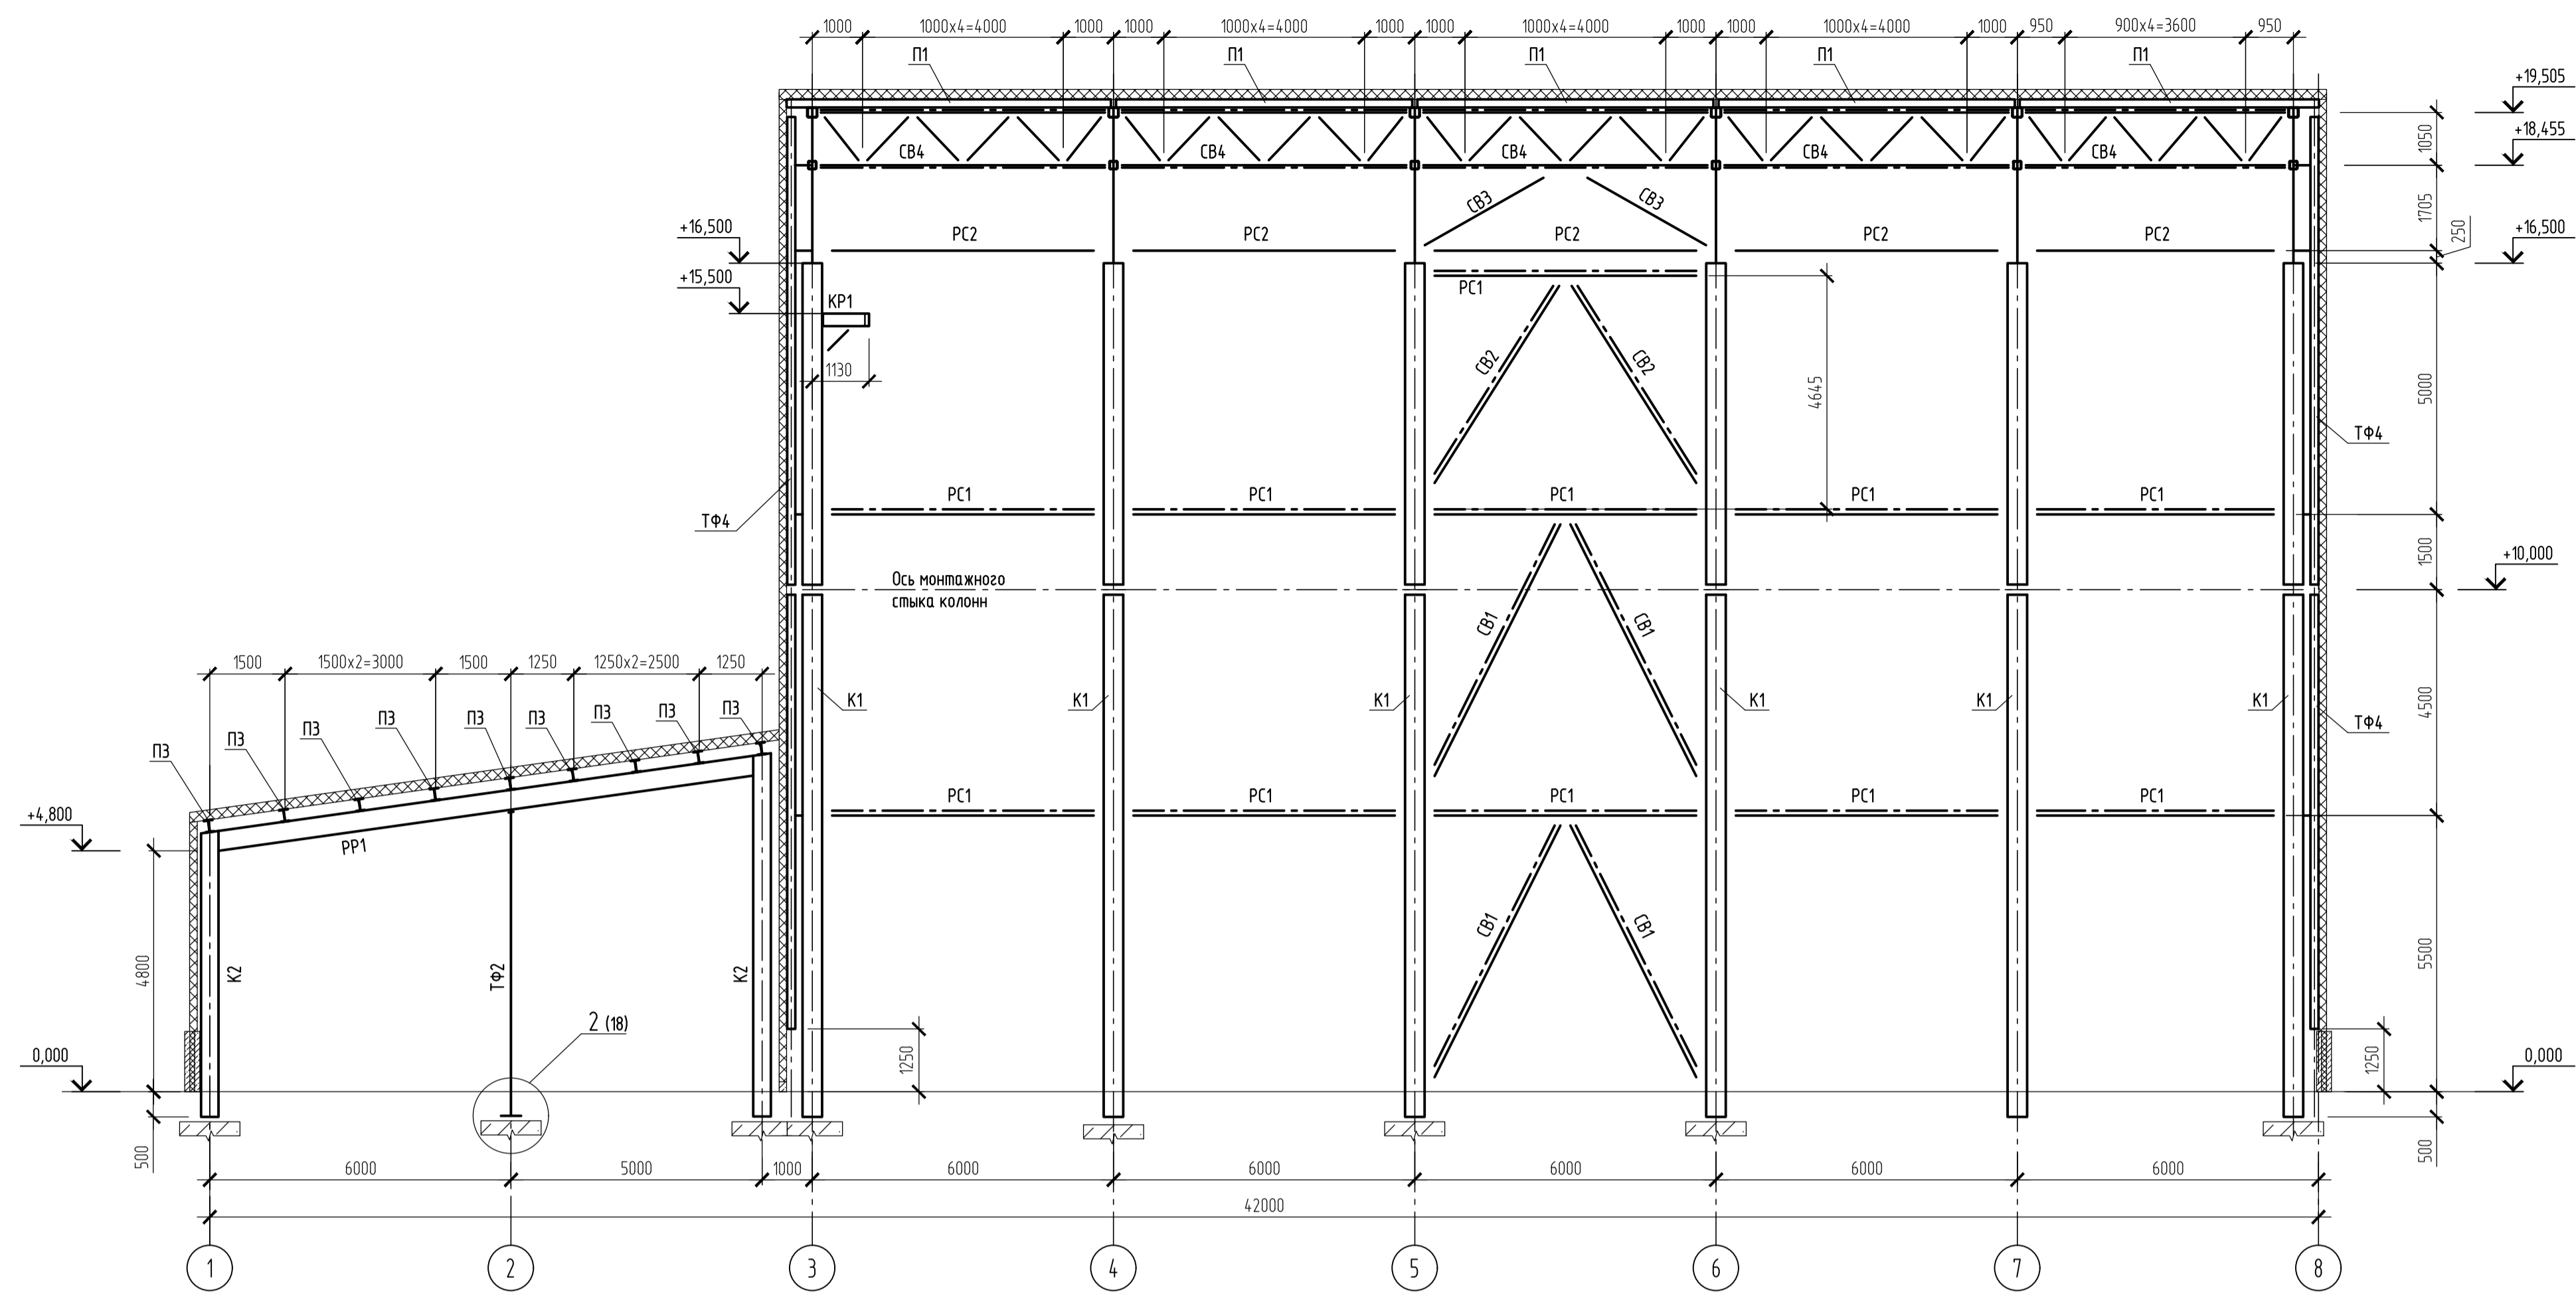 1000 1000x4=4000 1000 1000 1000x4=4000 1000 1000 1000x4=4000 1000 1000 1000x4=4000 1000 950 900x4=3600 950
П1 П1 П1 П1 П1
+19,505
СВ4 СВ4 СВ4 СВ4 СВ4
1050
+18,455
СВ3 СВ3
1705
+16,500
РС2 РС2 РС2 РС2 РС2
250
+16,500
+15,500
КР1
1130
РС1
СВ2 СВ2
4645
5000
ТФ4
РС1 РС1 РС1 РС1 РС1
ТФ4
1500
+10,000
Ось монтажного
стыка колонн
СВ1 СВ1
1500 1500x2=3000 1500 1250 1250x2=2500 1250
К1 К1 К1 К1 К1 К1
4500
ТФ4
П3 П3 П3 П3 П3 П3 П3 П3 П3
РС1 РС1 РС1 РС1 РС1
+4,800
РР1
СВ1 СВ1
5500
4800
К2 ТФ2 К2
2 (18)
1250 1250
0,000 0,000
500 500
6000 5000 1000 6000 6000 6000 6000 6000
42000
1 2 3 4 5 6 7 8